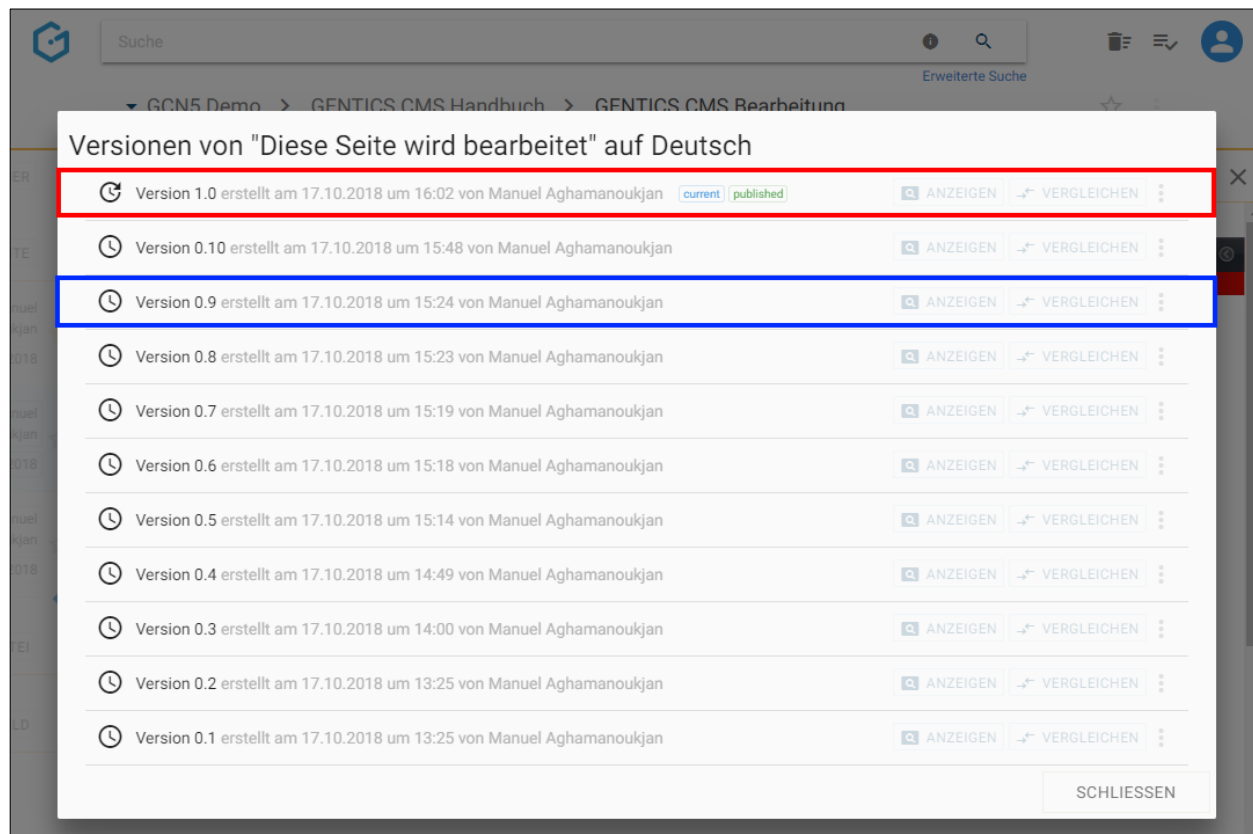 Suche
Erweiterte Suche
GCN5 Demo > GENTICS CMS Handbuch > GENTICS CMS Bearbeitung
Versionen von "Diese Seite wird bearbeitet" auf Deutsch
Version 1.0 erstellt am 17.10.2018 um 16:02 von Manuel Aghamanoukjan current published ANZEIGEN VERGLEICHEN
Version 0.10 erstellt am 17.10.2018 um 15:48 von Manuel Aghamanoukjan ANZEIGEN VERGLEICHEN
Version 0.9 erstellt am 17.10.2018 um 15:24 von Manuel Aghamanoukjan ANZEIGEN VERGLEICHEN
Version 0.8 erstellt am 17.10.2018 um 15:23 von Manuel Aghamanoukjan ANZEIGEN VERGLEICHEN
Version 0.7 erstellt am 17.10.2018 um 15:19 von Manuel Aghamanoukjan ANZEIGEN VERGLEICHEN
Version 0.6 erstellt am 17.10.2018 um 15:18 von Manuel Aghamanoukjan ANZEIGEN VERGLEICHEN
Version 0.5 erstellt am 17.10.2018 um 15:14 von Manuel Aghamanoukjan ANZEIGEN VERGLEICHEN
Version 0.4 erstellt am 17.10.2018 um 14:49 von Manuel Aghamanoukjan ANZEIGEN VERGLEICHEN
Version 0.3 erstellt am 17.10.2018 um 14:00 von Manuel Aghamanoukjan ANZEIGEN VERGLEICHEN
Version 0.2 erstellt am 17.10.2018 um 13:25 von Manuel Aghamanoukjan ANZEIGEN VERGLEICHEN
Version 0.1 erstellt am 17.10.2018 um 13:25 von Manuel Aghamanoukjan ANZEIGEN VERGLEICHEN
SCHLIESSEN